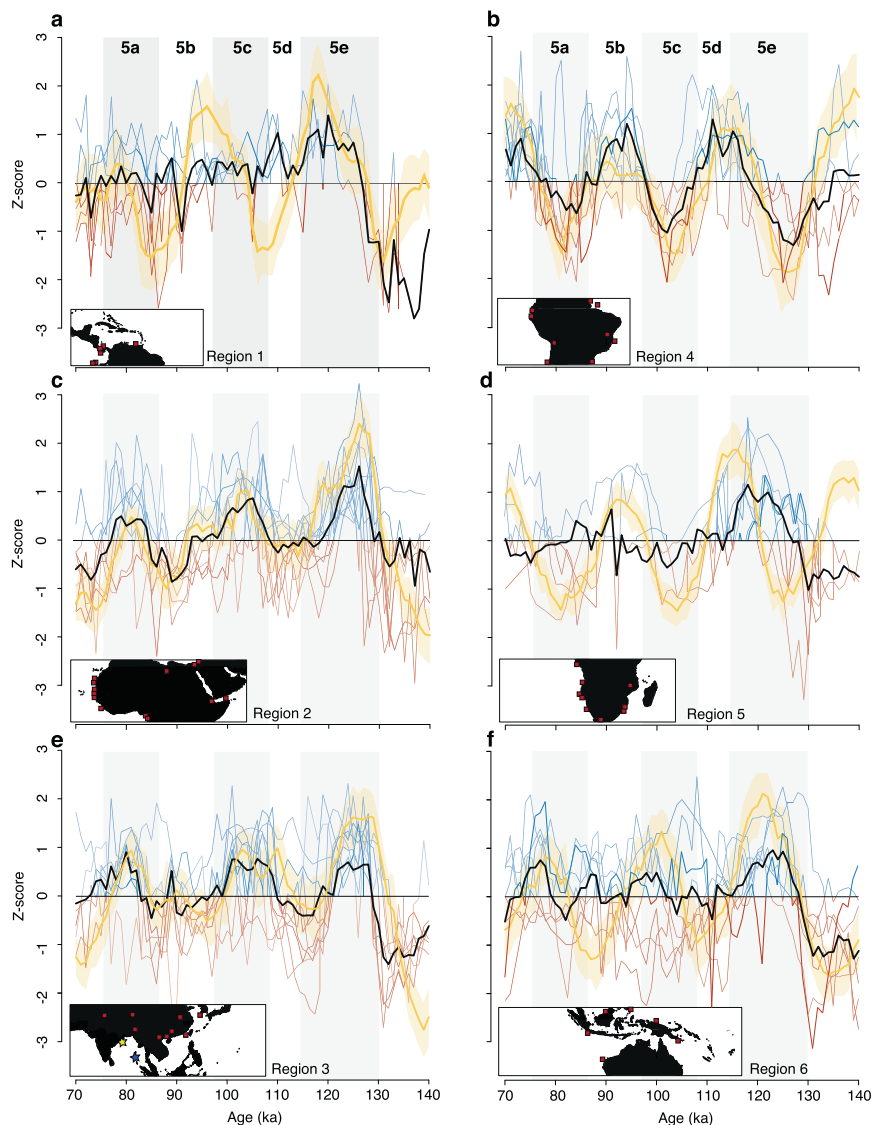 a
b
5a 5b 5c 5d 5e
5a 5b 5c 5d 5e
3
2
1
0
-1
-2
-3
Z-score
Region 1
Region 4
c
d
3
2
1
0
-1
-2
-3
Z-score
Region 2
Region 5
e
f
3
2
1
0
-1
-2
-3
Z-score
Region 3
Region 6
70 80 90 100 110 120 130 140
70 80 90 100 110 120 130 140
Age (ka)
Age (ka)